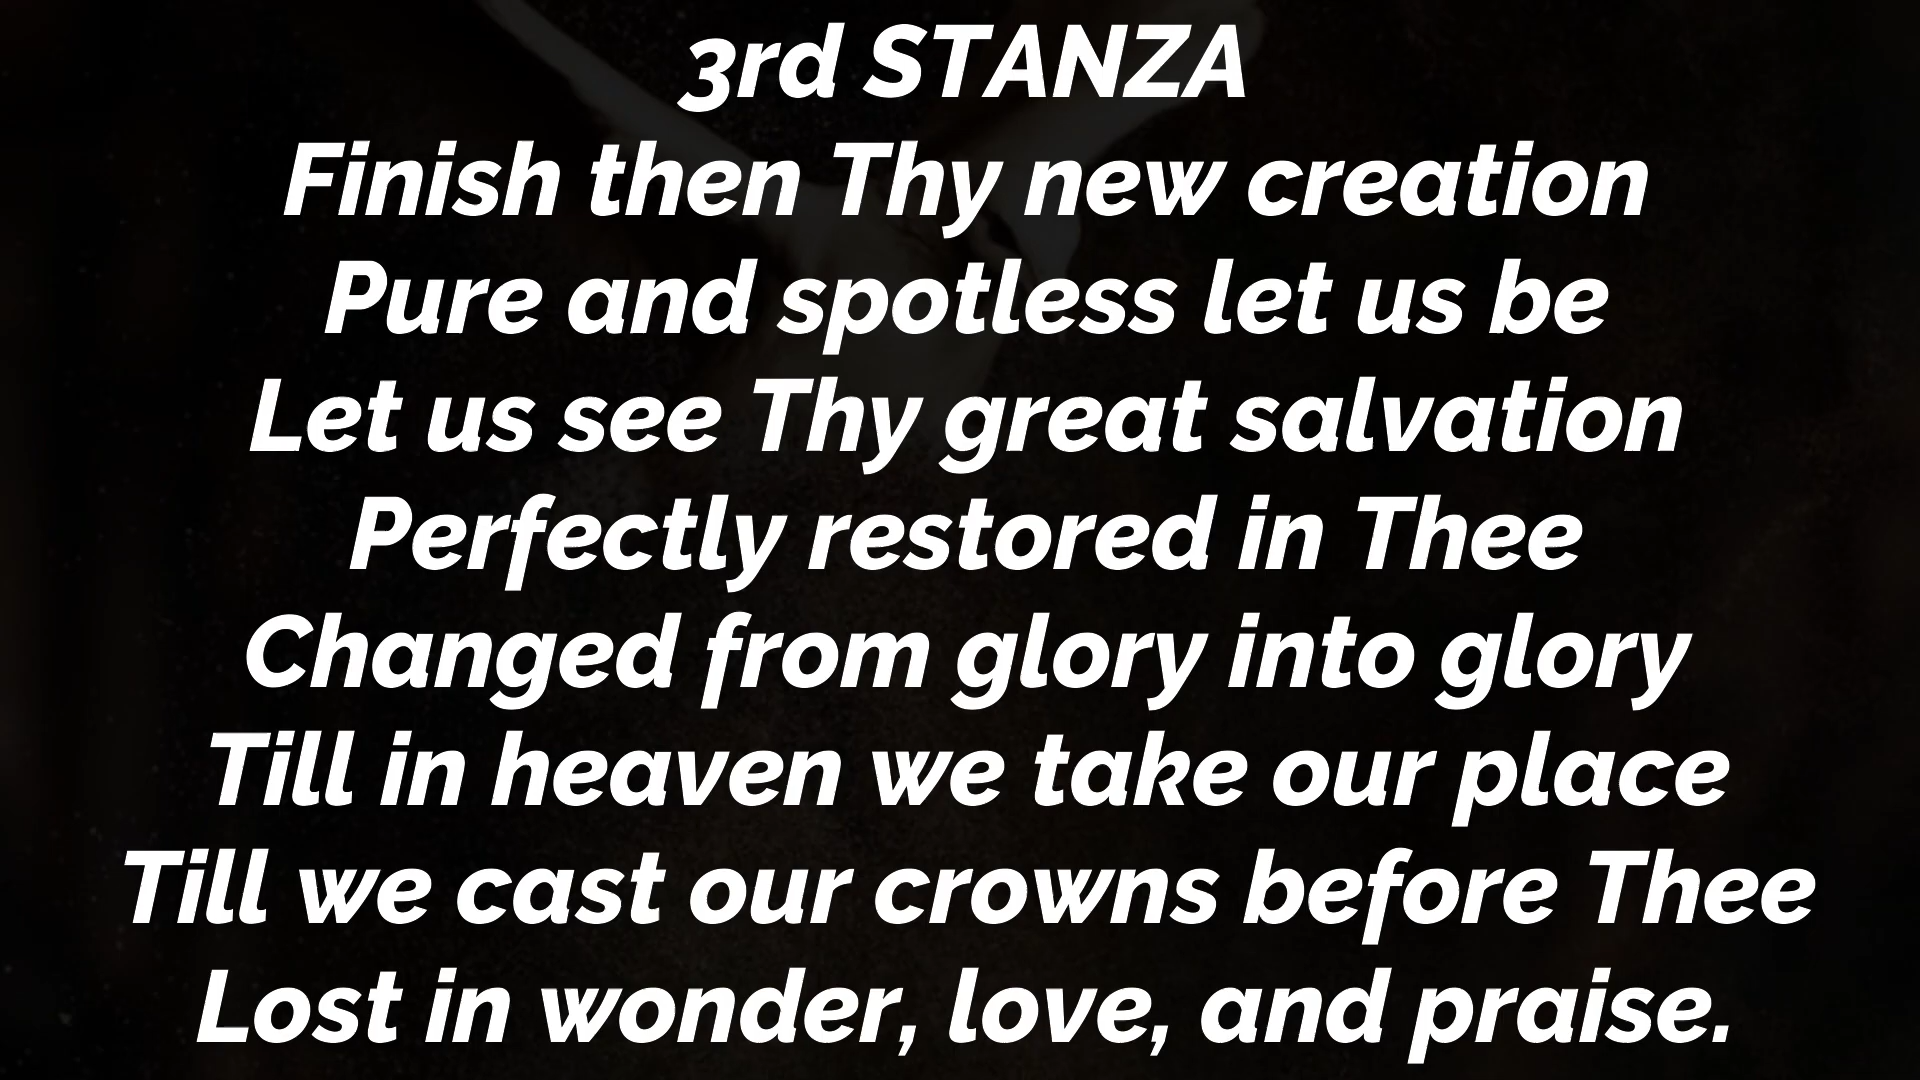 3rd STANZA
Finish then Thy new creation
Pure and spotless let us be
Let us see Thy great salvation
Perfectly restored in Thee
Changed from glory into glory
Till in heaven we take our place
Till we cast our crowns before Thee
Lost in wonder, love, and praise.